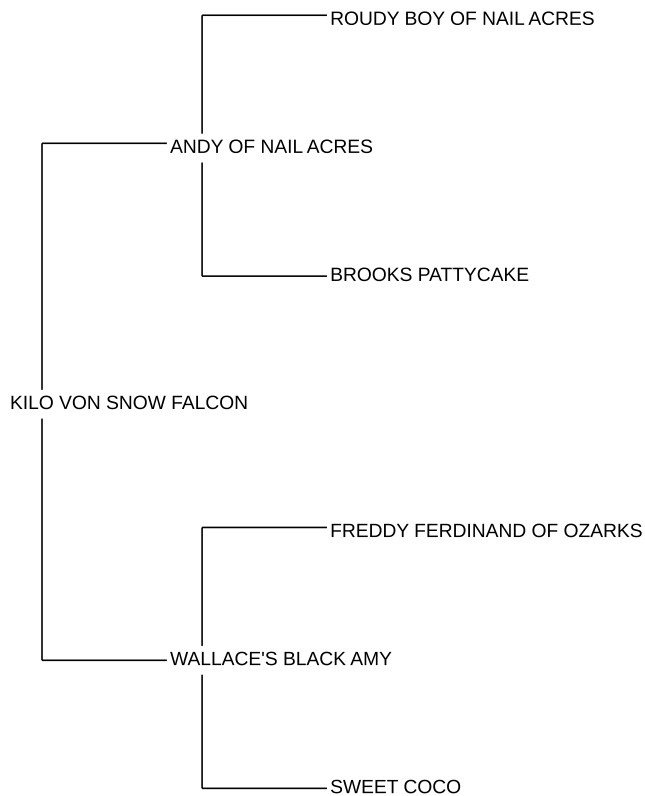 ROUDY BOY OF NAIL ACRES
ANDY OF NAIL ACRES
BROOKS PATTYCAKE
KILO VON SNOW FALCON
FREDDY FERDINAND OF OZARKS
WALLACE'S BLACK AMY
SWEET COCO